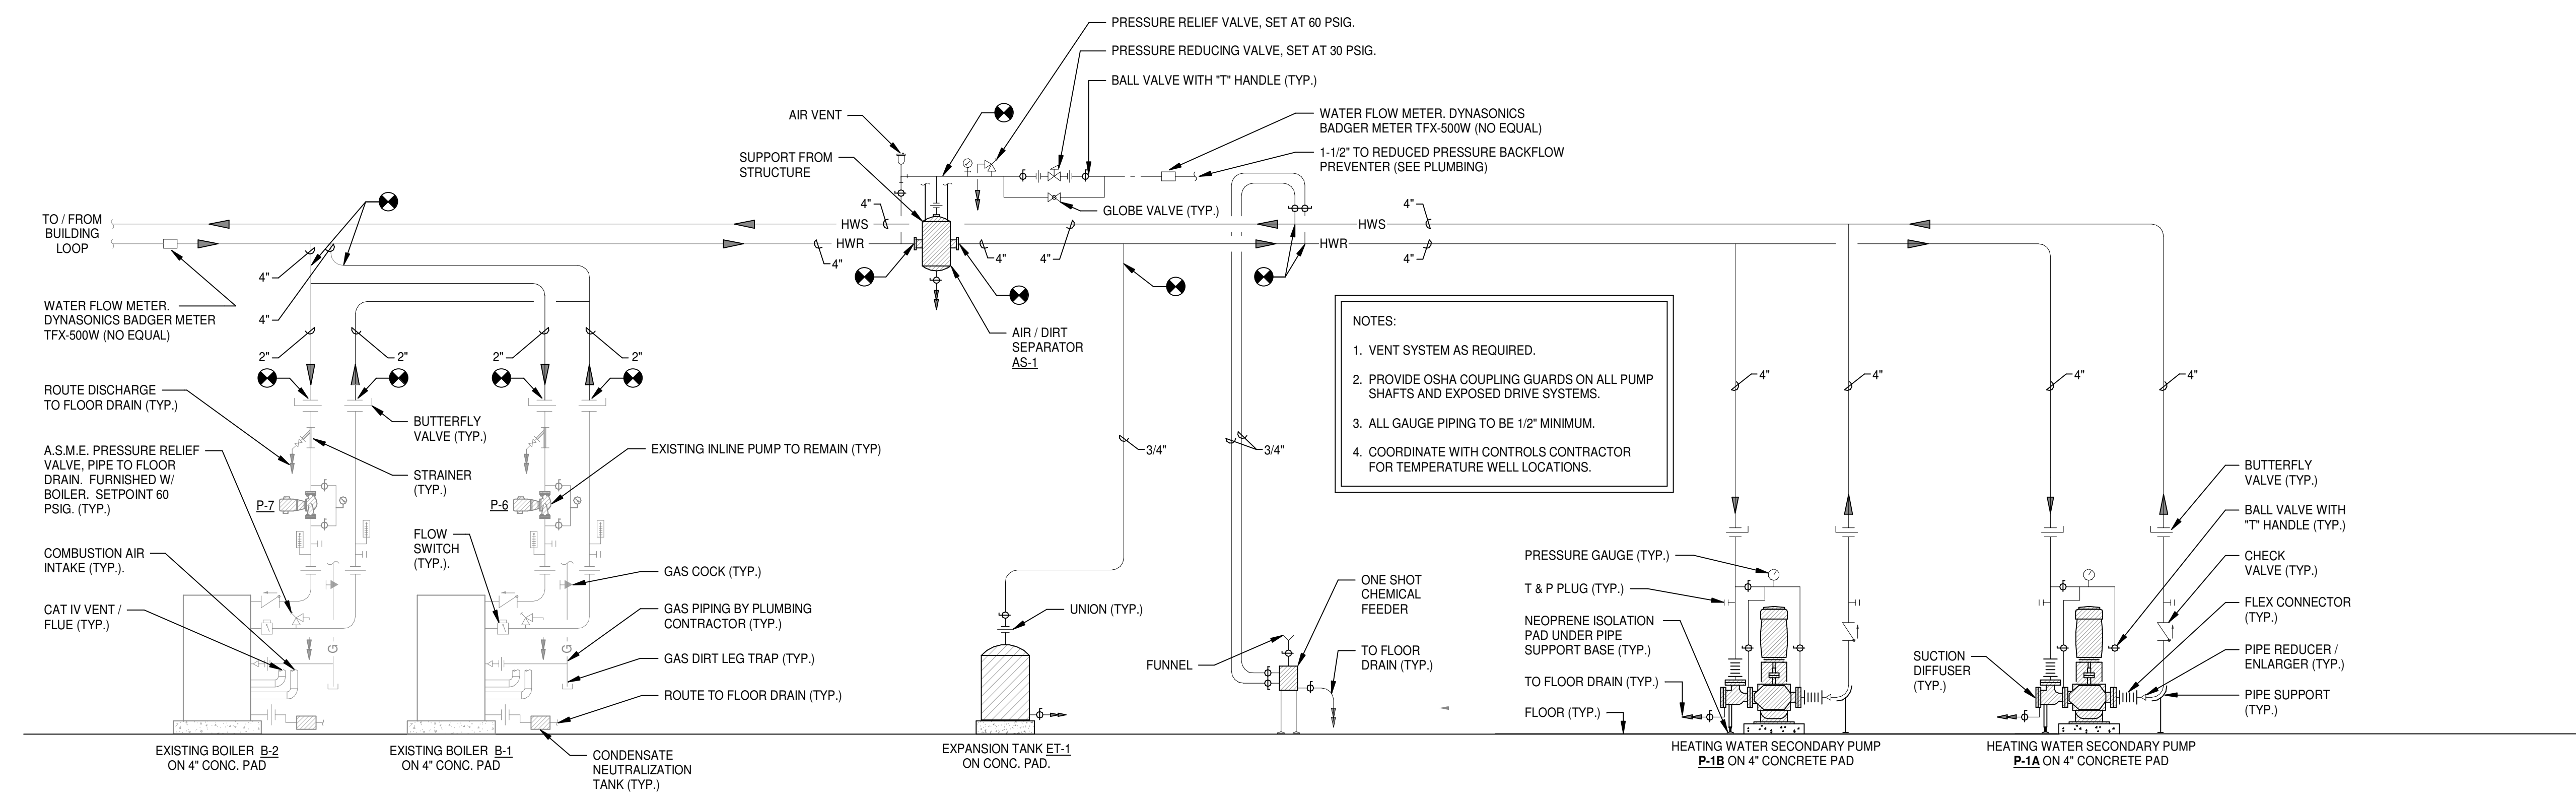 PRESSURE RELIEF VALVE, SET AT 60 PSIG.
PRESSURE REDUCING VALVE, SET AT 30 PSIG.
BALL VALVE WITH "T" HANDLE (TYP.)
AIR VENT
WATER FLOW METER. DYNASONICS
BADGER METER TFX-500W (NO EQUAL)
SUPPORT FROM
STRUCTURE
1-1/2" TO REDUCED PRESSURE BACKFLOW
PREVENTER (SEE PLUMBING)
GLOBE VALVE (TYP.)
TO / FROM
BUILDING
LOOP
4"
HWS
4"
HWS
4"
HWR
4"
4"
HWR
4"
4"
4"
4"
WATER FLOW METER.
DYNASONICS BADGER METER
TFX-500W (NO EQUAL)
AIR / DIRT
SEPARATOR
AS-1
NOTES:
1. VENT SYSTEM AS REQUIRED.
2. PROVIDE OSHA COUPLING GUARDS ON ALL PUMP
SHAFTS AND EXPOSED DRIVE SYSTEMS.
3. ALL GAUGE PIPING TO BE 1/2" MINIMUM.
4. COORDINATE WITH CONTROLS CONTRACTOR
FOR TEMPERATURE WELL LOCATIONS.
2"
2"
2"
2"
4"
4"
4"
4"
ROUTE DISCHARGE
TO FLOOR DRAIN (TYP.)
BUTTERFLY
VALVE (TYP.)
A.S.M.E. PRESSURE RELIEF
VALVE, PIPE TO FLOOR
DRAIN. FURNISHED W/
BOILER. SETPOINT 60
PSIG. (TYP.)
STRAINER
(TYP.)
EXISTING INLINE PUMP TO REMAIN (TYP)
3/4"
3/4"
P-7
P-6
COMBUSTION AIR
INTAKE (TYP.).
FLOW
SWITCH
(TYP.).
GAS COCK (TYP.)
CAT IV VENT /
FLUE (TYP.)
GAS PIPING BY PLUMBING
CONTRACTOR (TYP.)
G
G
GAS DIRT LEG TRAP (TYP.)
ROUTE TO FLOOR DRAIN (TYP.)
CONDENSATE
NEUTRALIZATION
TANK (TYP.)
EXISTING BOILER B-2
ON 4" CONC. PAD
EXISTING BOILER B-1
ON 4" CONC. PAD
UNION (TYP.)
EXPANSION TANK ET-1
ON CONC. PAD.
FUNNEL
ONE SHOT
CHEMICAL
FEEDER
TO FLOOR
DRAIN (TYP.)
PRESSURE GAUGE (TYP.)
T & P PLUG (TYP.)
NEOPRENE ISOLATION
PAD UNDER PIPE
SUPPORT BASE (TYP.)
TO FLOOR DRAIN (TYP.)
FLOOR (TYP.)
HEATING WATER SECONDARY PUMP
P-1B ON 4" CONCRETE PAD
SUCTION
DIFFUSER
(TYP.)
HEATING WATER SECONDARY PUMP
P-1A ON 4" CONCRETE PAD
BUTTERFLY
VALVE (TYP.)
BALL VALVE WITH
"T" HANDLE (TYP.)
CHECK
VALVE (TYP.)
FLEX CONNECTOR
(TYP.)
PIPE REDUCER /
ENLARGER (TYP.)
PIPE SUPPORT
(TYP.)